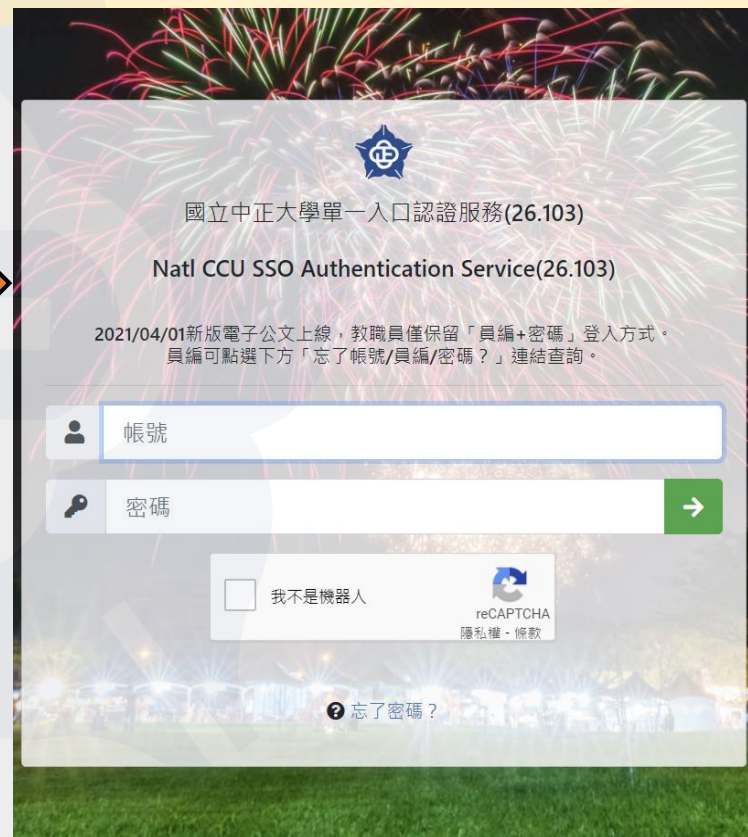 國立中正大學單一入口認證服務(26.103)
Natl CCU SSO Authentication Service(26.103)
2021/04/01新版電子公文上線，教職員僅保留「員編+密碼」登入方式。
員編可點選下方「忘了帳號/員編/密碼？」連結查詢。
帳號
密碼
我不是機器人
reCAPTCHA
隱私權 - 條款
忘了密碼？